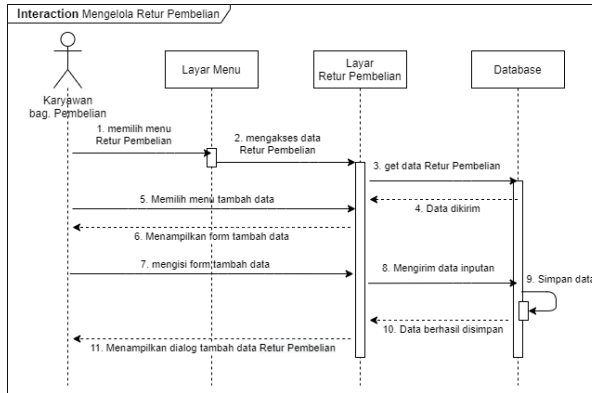 Interaction Mengelola Retur Pembelian
Karyawan
bag. Pembelian
Layar Menu
Layar
Retur Pembelian
Database
1. memilih menu
Retur Pembelian
2. mengakses data
Retur Pembelian
3. get data Retur Pembelian
4. Data dikirim
5. Memilih menu tambah data
6. Menampilkan form tambah data
7. mengisi form tambah data
8. Mengirim data inputan
9. Simpan data
10. Data berhasil disimpan
11. Menampilkan dialog tambah data Retur Pembelian